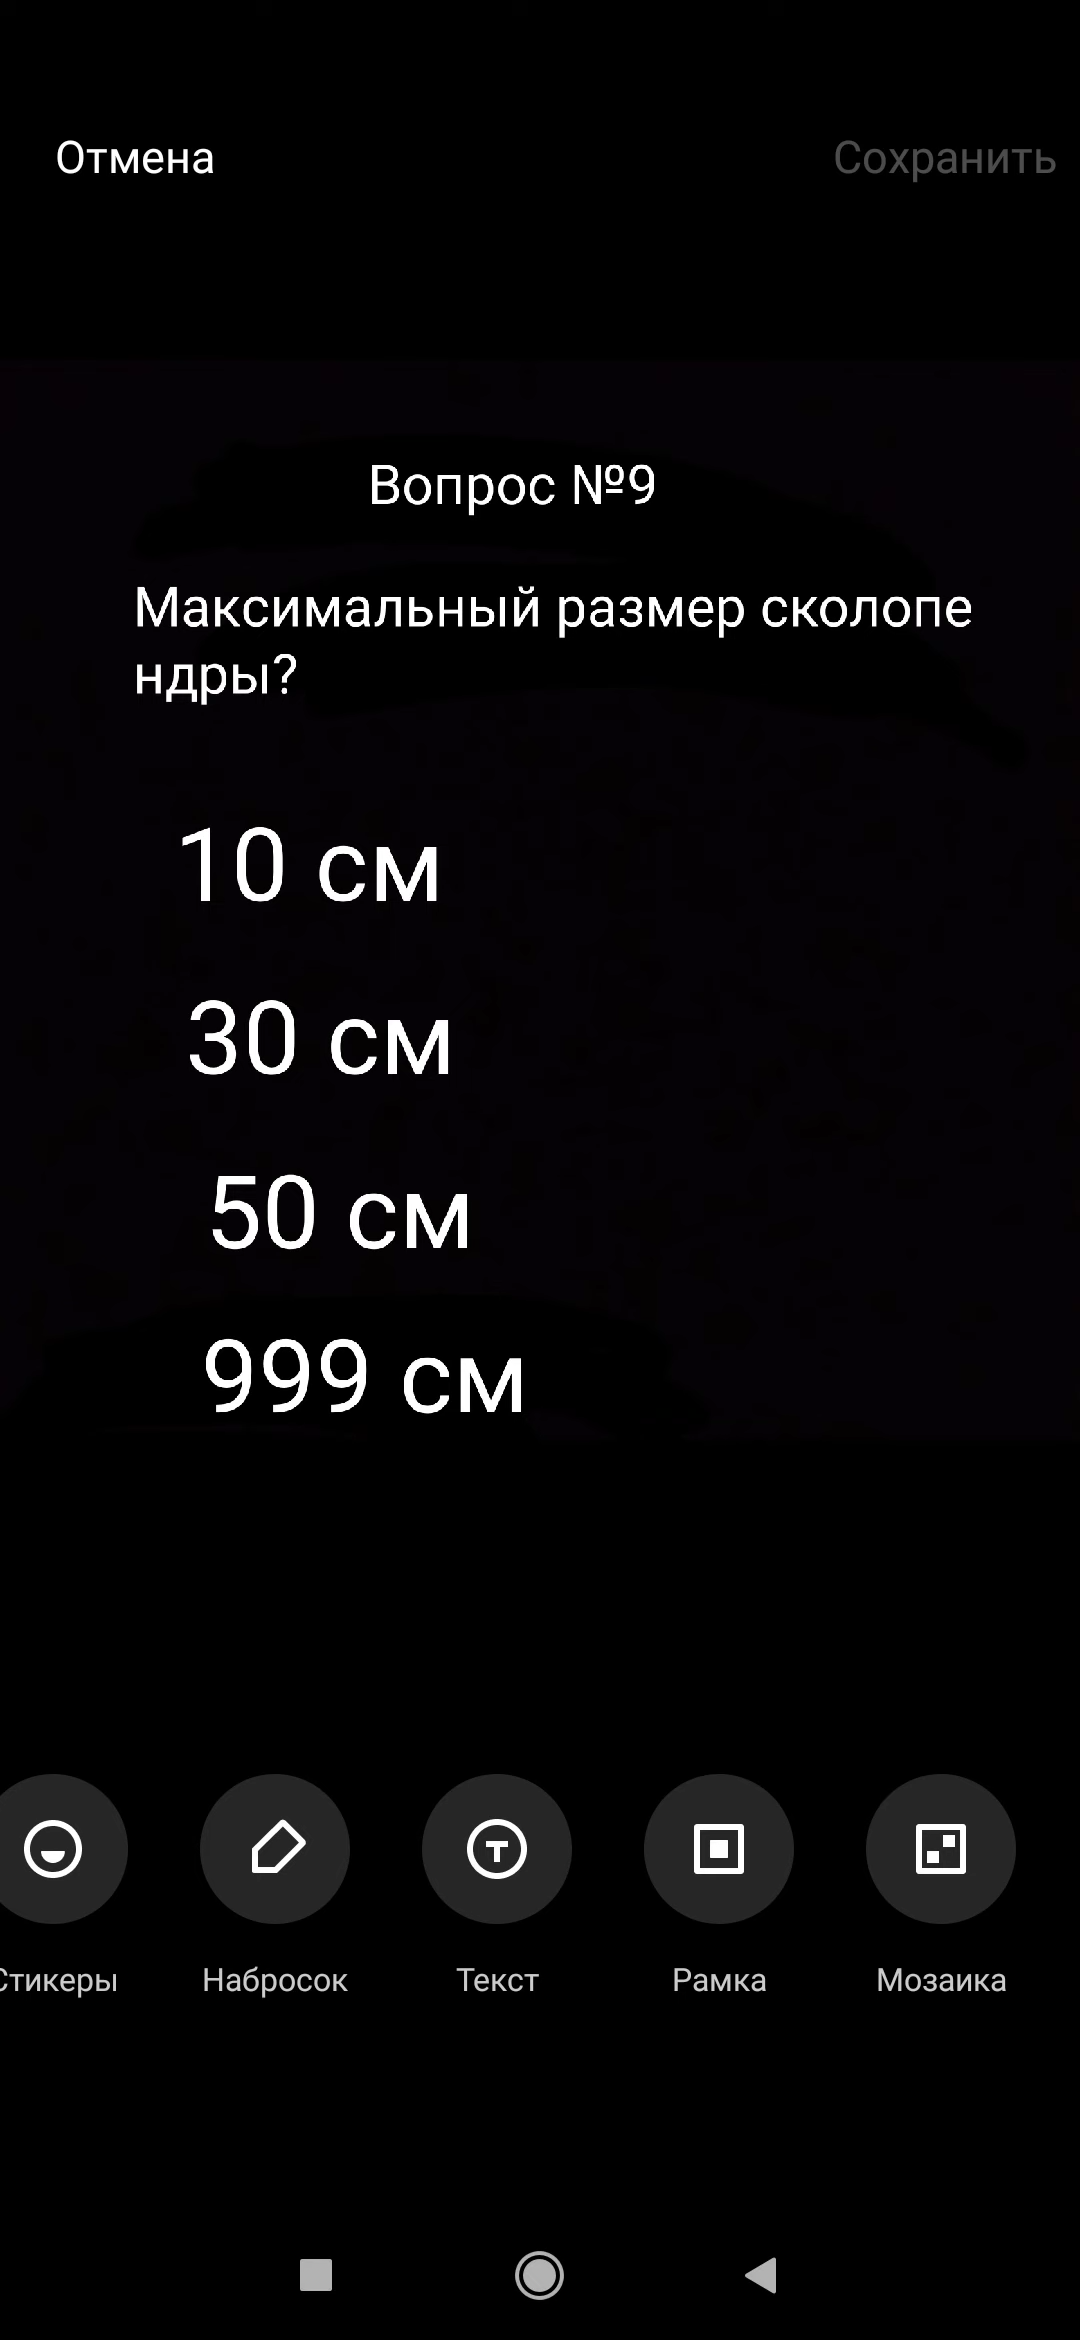 Отмена
Сохранить
Вопрос №9
Максимальный размер сколопе
ндры?
10 см
30 см
50 см
999 см
Стикеры
Набросок
Текст
Рамка
Мозаика